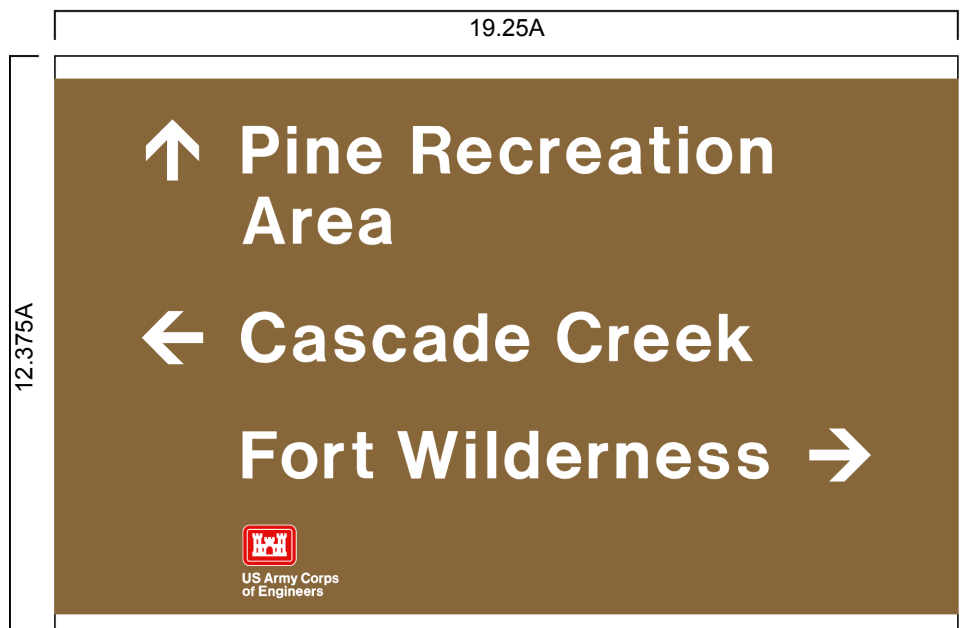 19.25A
12.375A
↑ Pine Recreation
Area
← Cascade Creek
Fort Wilderness →
US Army Corps
of Engineers